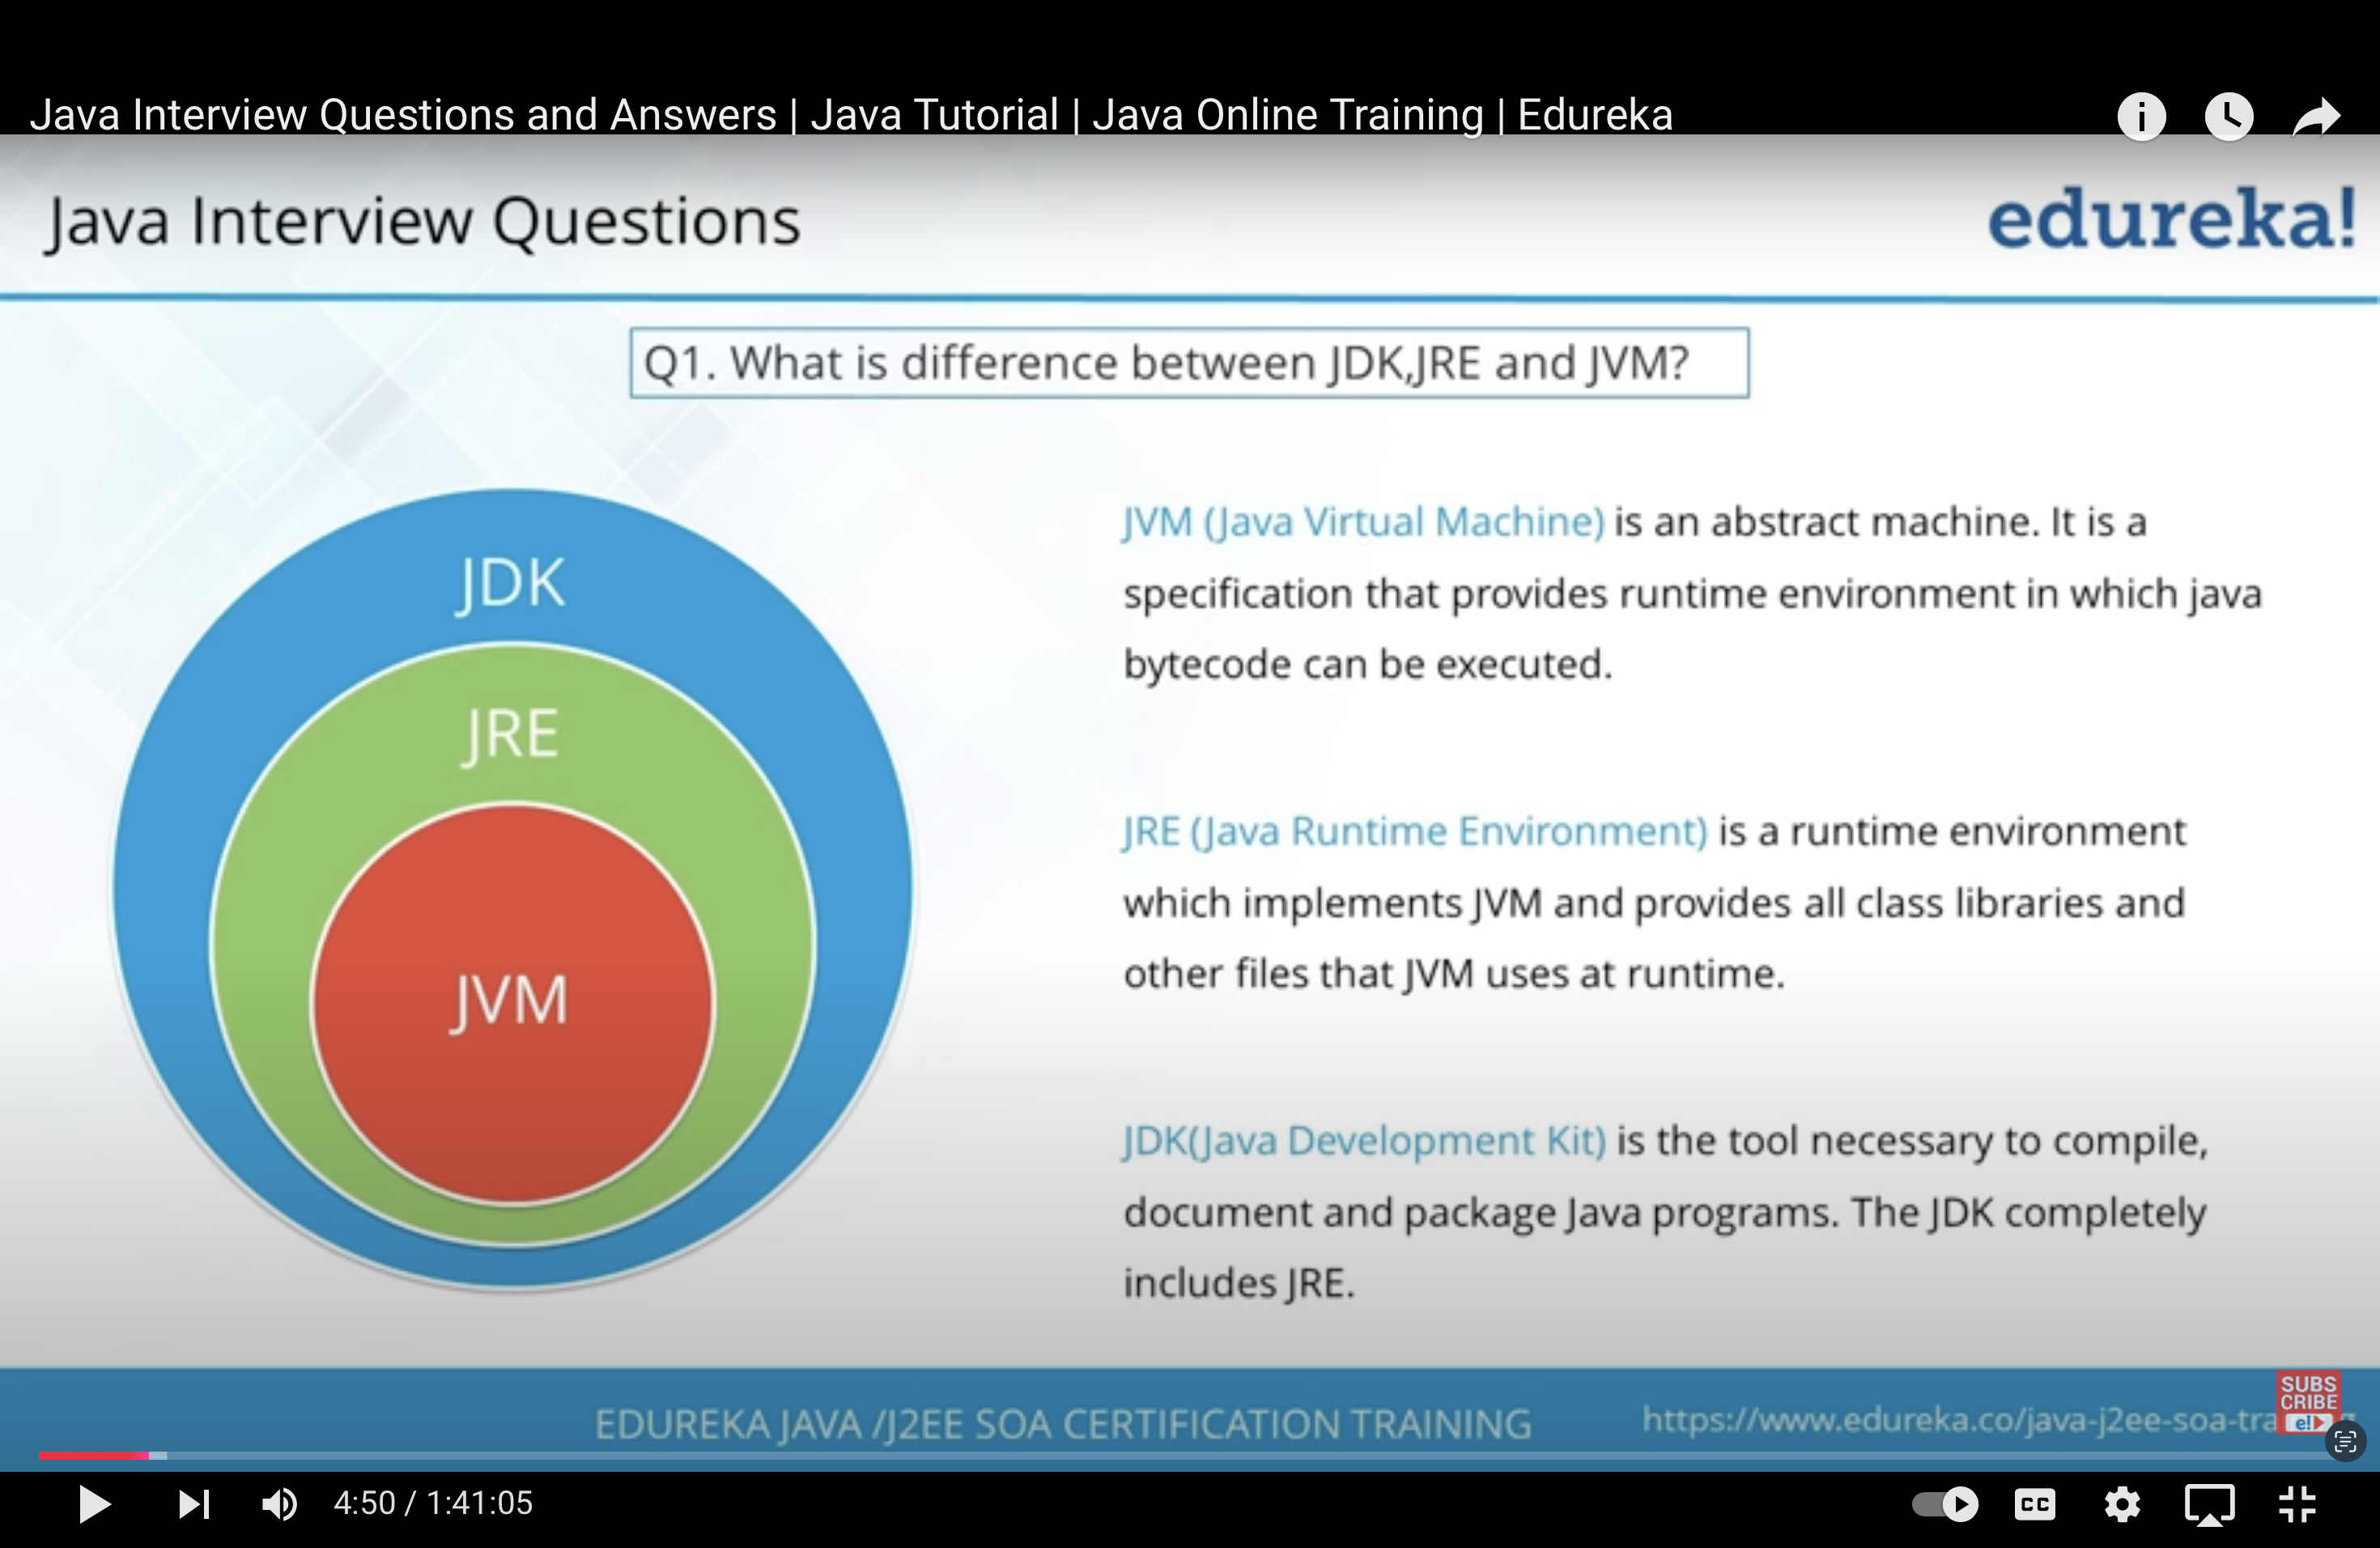 Java Interview Questions and Answers | Java Tutorial | Java Online Training | Edureka
Java Interview Questions
edureka!
Q1. What is difference between JDK,JRE and JVM?
JDK
JRE
JVM
JVM (Java Virtual Machine) is an abstract machine. It is a
specification that provides runtime environment in which java
bytecode can be executed.
JRE (Java Runtime Environment) is a runtime environment
which implements JVM and provides all class libraries and
other files that JVM uses at runtime.
JDK(Java Development Kit) is the tool necessary to compile,
document and package Java programs. The JDK completely
includes JRE.
EDUREKA JAVA /J2EE SOA CERTIFICATION TRAINING
https://www.edureka.co/java-j2ee-soa-tra
SUBS
CRIBE
e!
4:50 / 1:41:05
CC